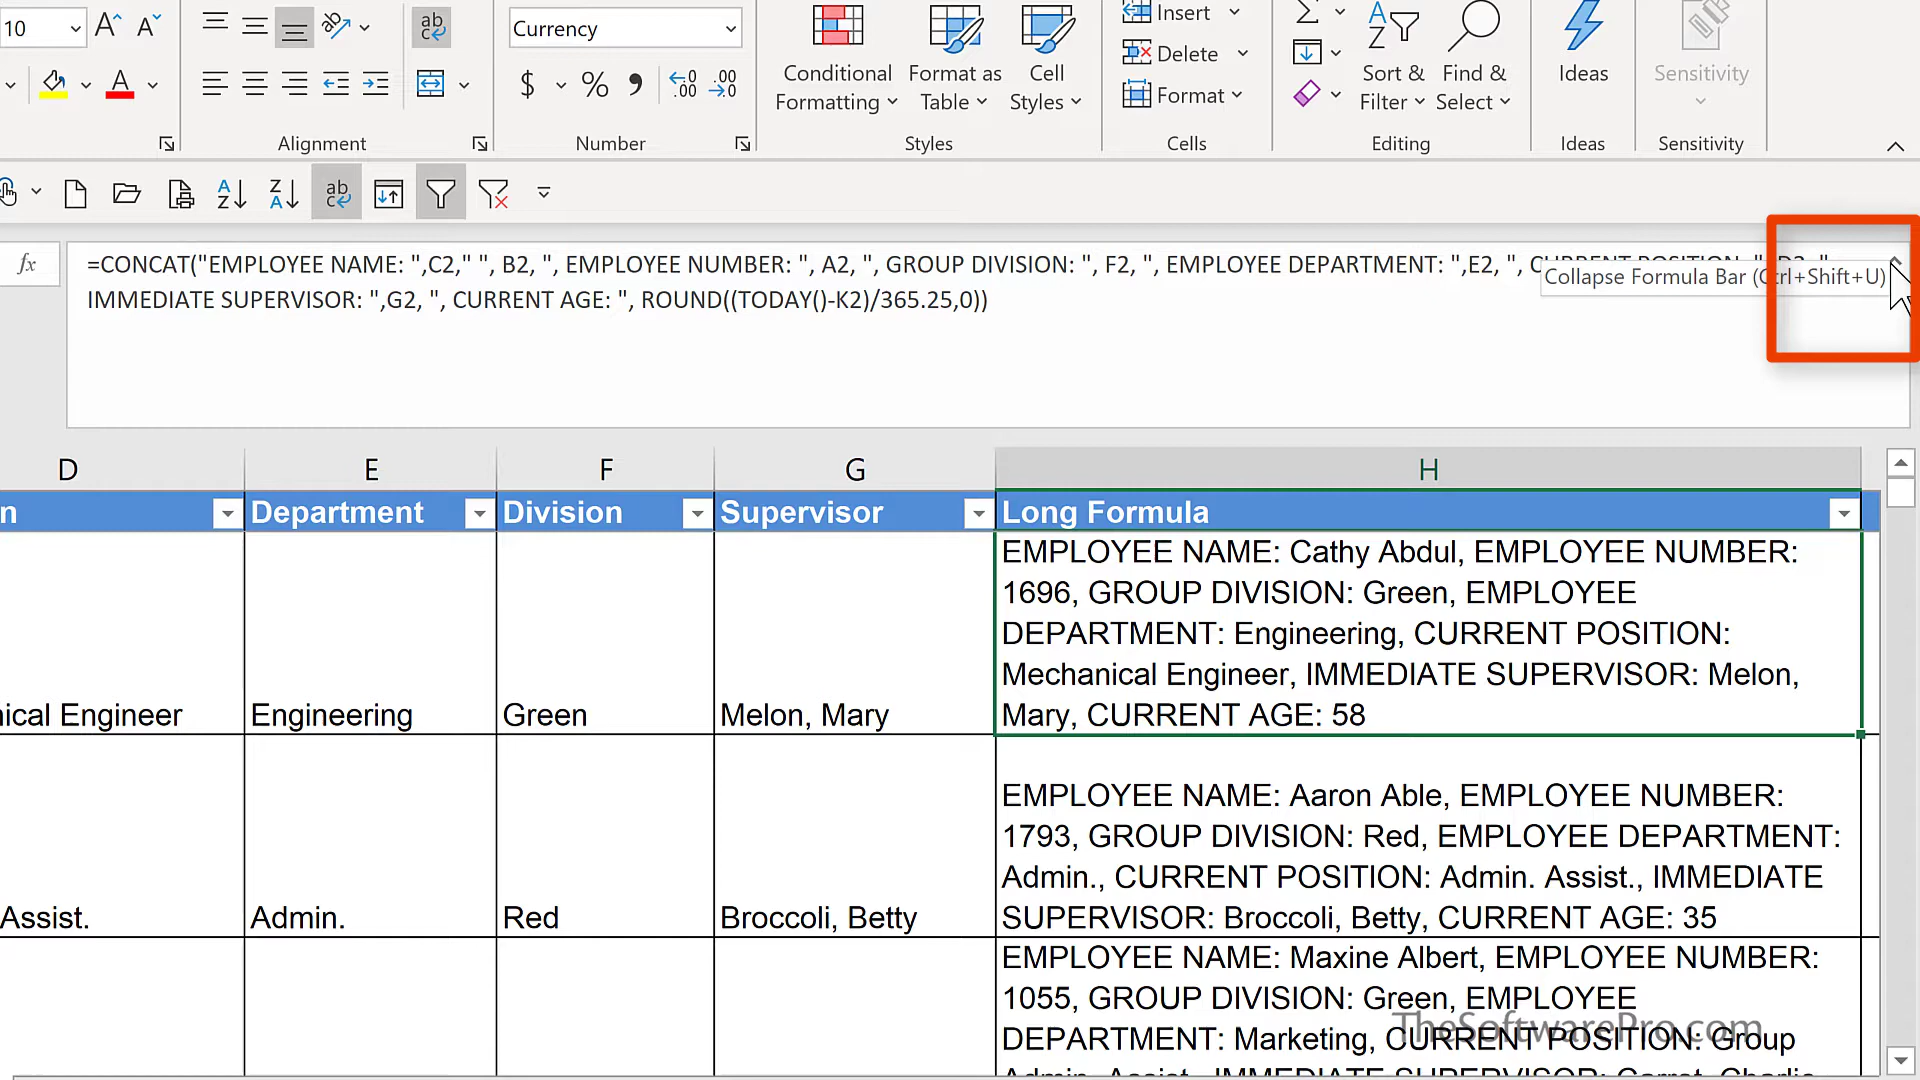 10
Currency
Insert
Delete
Format
Conditional Formatting
Format as Table
Cell Styles
Sort & Filter
Find & Select
Ideas
Sensitivity
Alignment
Number
Styles
Cells
Editing
Ideas
Sensitivity
fx
=CONCAT("EMPLOYEE NAME: ",C2," ", B2, ", EMPLOYEE NUMBER: ", A2, ", GROUP DIVISION: ", F2, ", EMPLOYEE DEPARTMENT: ",E2, ",
IMMEDIATE SUPERVISOR: ",G2, ", CURRENT AGE: ", ROUND((TODAY()-K2)/365.25,0))
Collapse Formula Bar (Ctrl+Shift+U)
D E F G H
n Department Division Supervisor Long Formula
EMPLOYEE NAME: Cathy Abdul, EMPLOYEE NUMBER:
1696, GROUP DIVISION: Green, EMPLOYEE
DEPARTMENT: Engineering, CURRENT POSITION:
Mechanical Engineer, IMMEDIATE SUPERVISOR: Melon,
ical Engineer Engineering Green Melon, Mary Mary, CURRENT AGE: 58
EMPLOYEE NAME: Aaron Able, EMPLOYEE NUMBER:
1793, GROUP DIVISION: Red, EMPLOYEE DEPARTMENT:
Admin., CURRENT POSITION: Admin. Assist., IMMEDIATE
Assist. Admin. Red Broccoli, Betty SUPERVISOR: Broccoli, Betty, CURRENT AGE: 35
EMPLOYEE NAME: Maxine Albert, EMPLOYEE NUMBER:
1055, GROUP DIVISION: Green, EMPLOYEE
DEPARTMENT: Marketing, CURRENT POSITION: Group
TheSoftwarePro.com